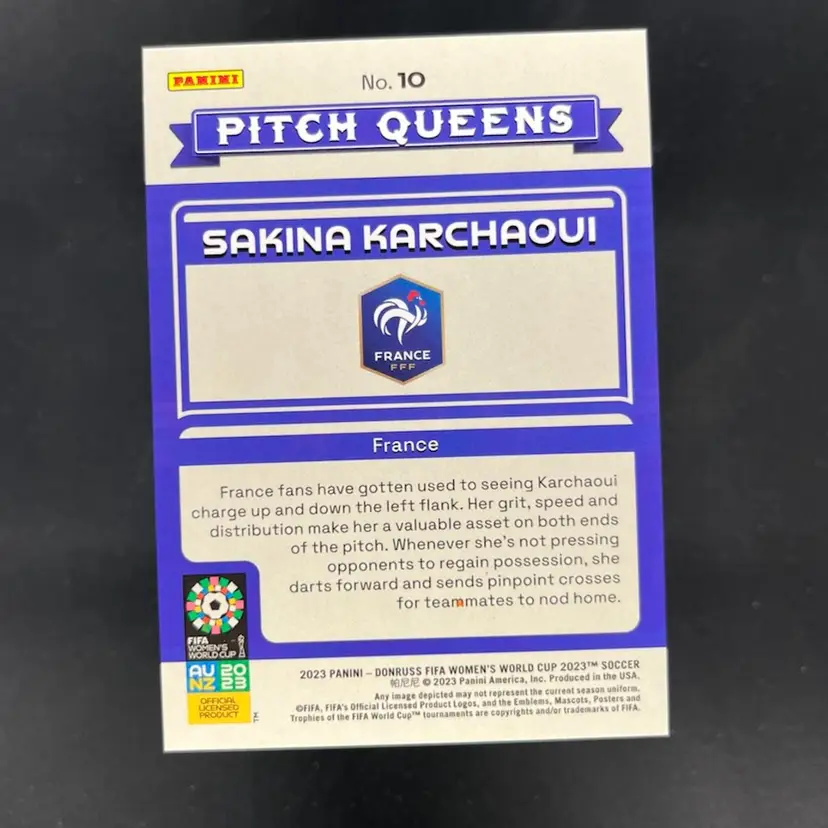 PANINI
No. 10
PITCH QUEENS
SAKINA KARCHAOUI
FRANCE
FFF
France
France fans have gotten used to seeing Karchaoui
charge up and down the left flank. Her grit, speed and
distribution make her a valuable asset on both ends
of the pitch. Whenever she's not pressing
opponents to regain possession, she
darts forward and sends pinpoint crosses
for teammates to nod home.
FIFA
WOMEN'S
WORLD CUP
AU 20
NZ 23
OFFICIAL
LICENSED
PRODUCT
TM
2023 PANINI – DONRUSS FIFA WOMEN'S WORLD CUP 2023™ SOCCER
帕尼尼 © 2023 Panini America, Inc. Produced in the USA.
Any image depicted may not represent the current season uniform.
©FIFA, FIFA's Official Licensed Product Logos, and the Emblems, Mascots, Posters and
Trophies of the FIFA World Cup™ tournaments are copyrights and/or trademarks of FIFA.